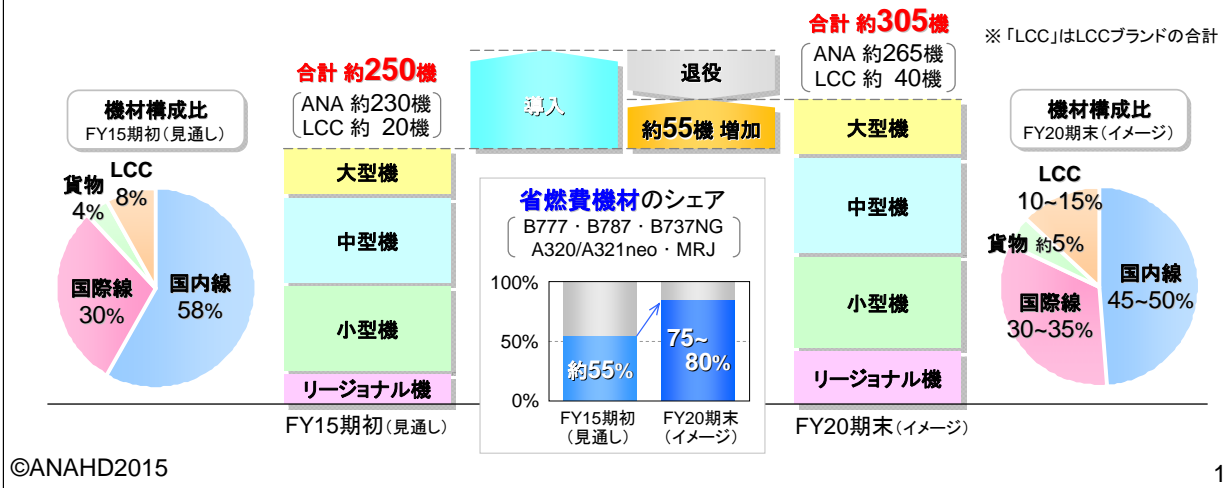 ※「LCC」はLCCブランドの合計
機材構成比
FY15期初（見通し）
LCC
8%
貨物
4%
国際線
30%
国内線
58%
合計 約250機
ANA 約230機
LCC 約 20機
大型機
中型機
小型機
リージョナル機
FY15期初（見通し）
導入
退役
約55機 増加
省燃費機材のシェア
B777・B787・B737NG
A320/A321neo・MRJ
100%
50%
0%
約55%
75~
80%
FY15期初
（見通し）
FY20期末
（イメージ）
合計 約305機
ANA 約265機
LCC 約 40機
大型機
中型機
小型機
リージョナル機
FY20期末（イメージ）
機材構成比
FY20期末（イメージ）
LCC
10~15%
貨物 約5%
国際線
30~35%
国内線
45~50%
©ANAHD2015
1